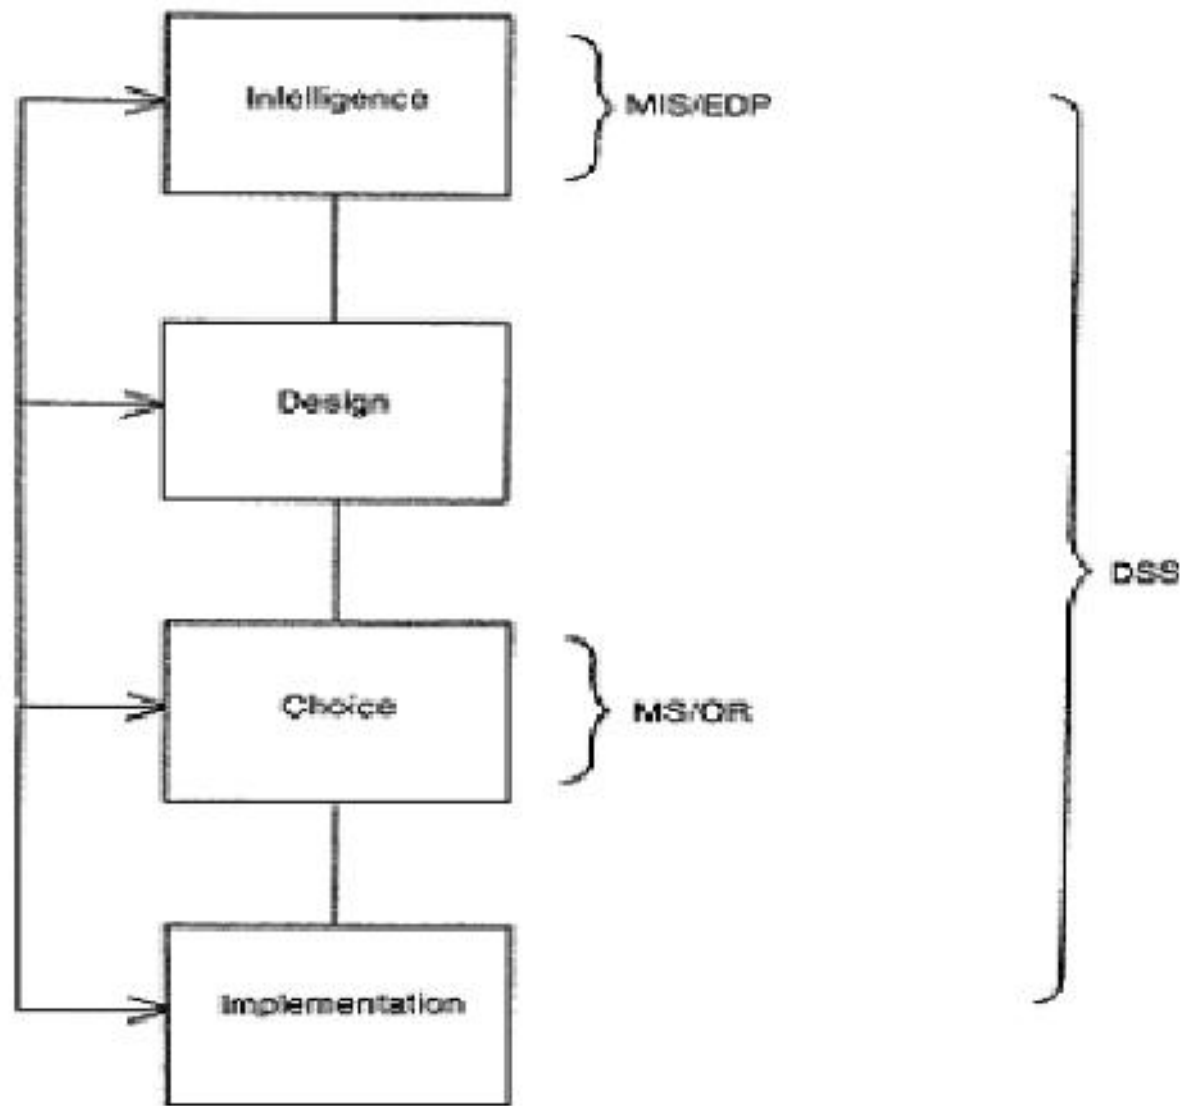 Intelligence
MIS/EDP
Design
DSS
Choice
MS/OR
Implementation